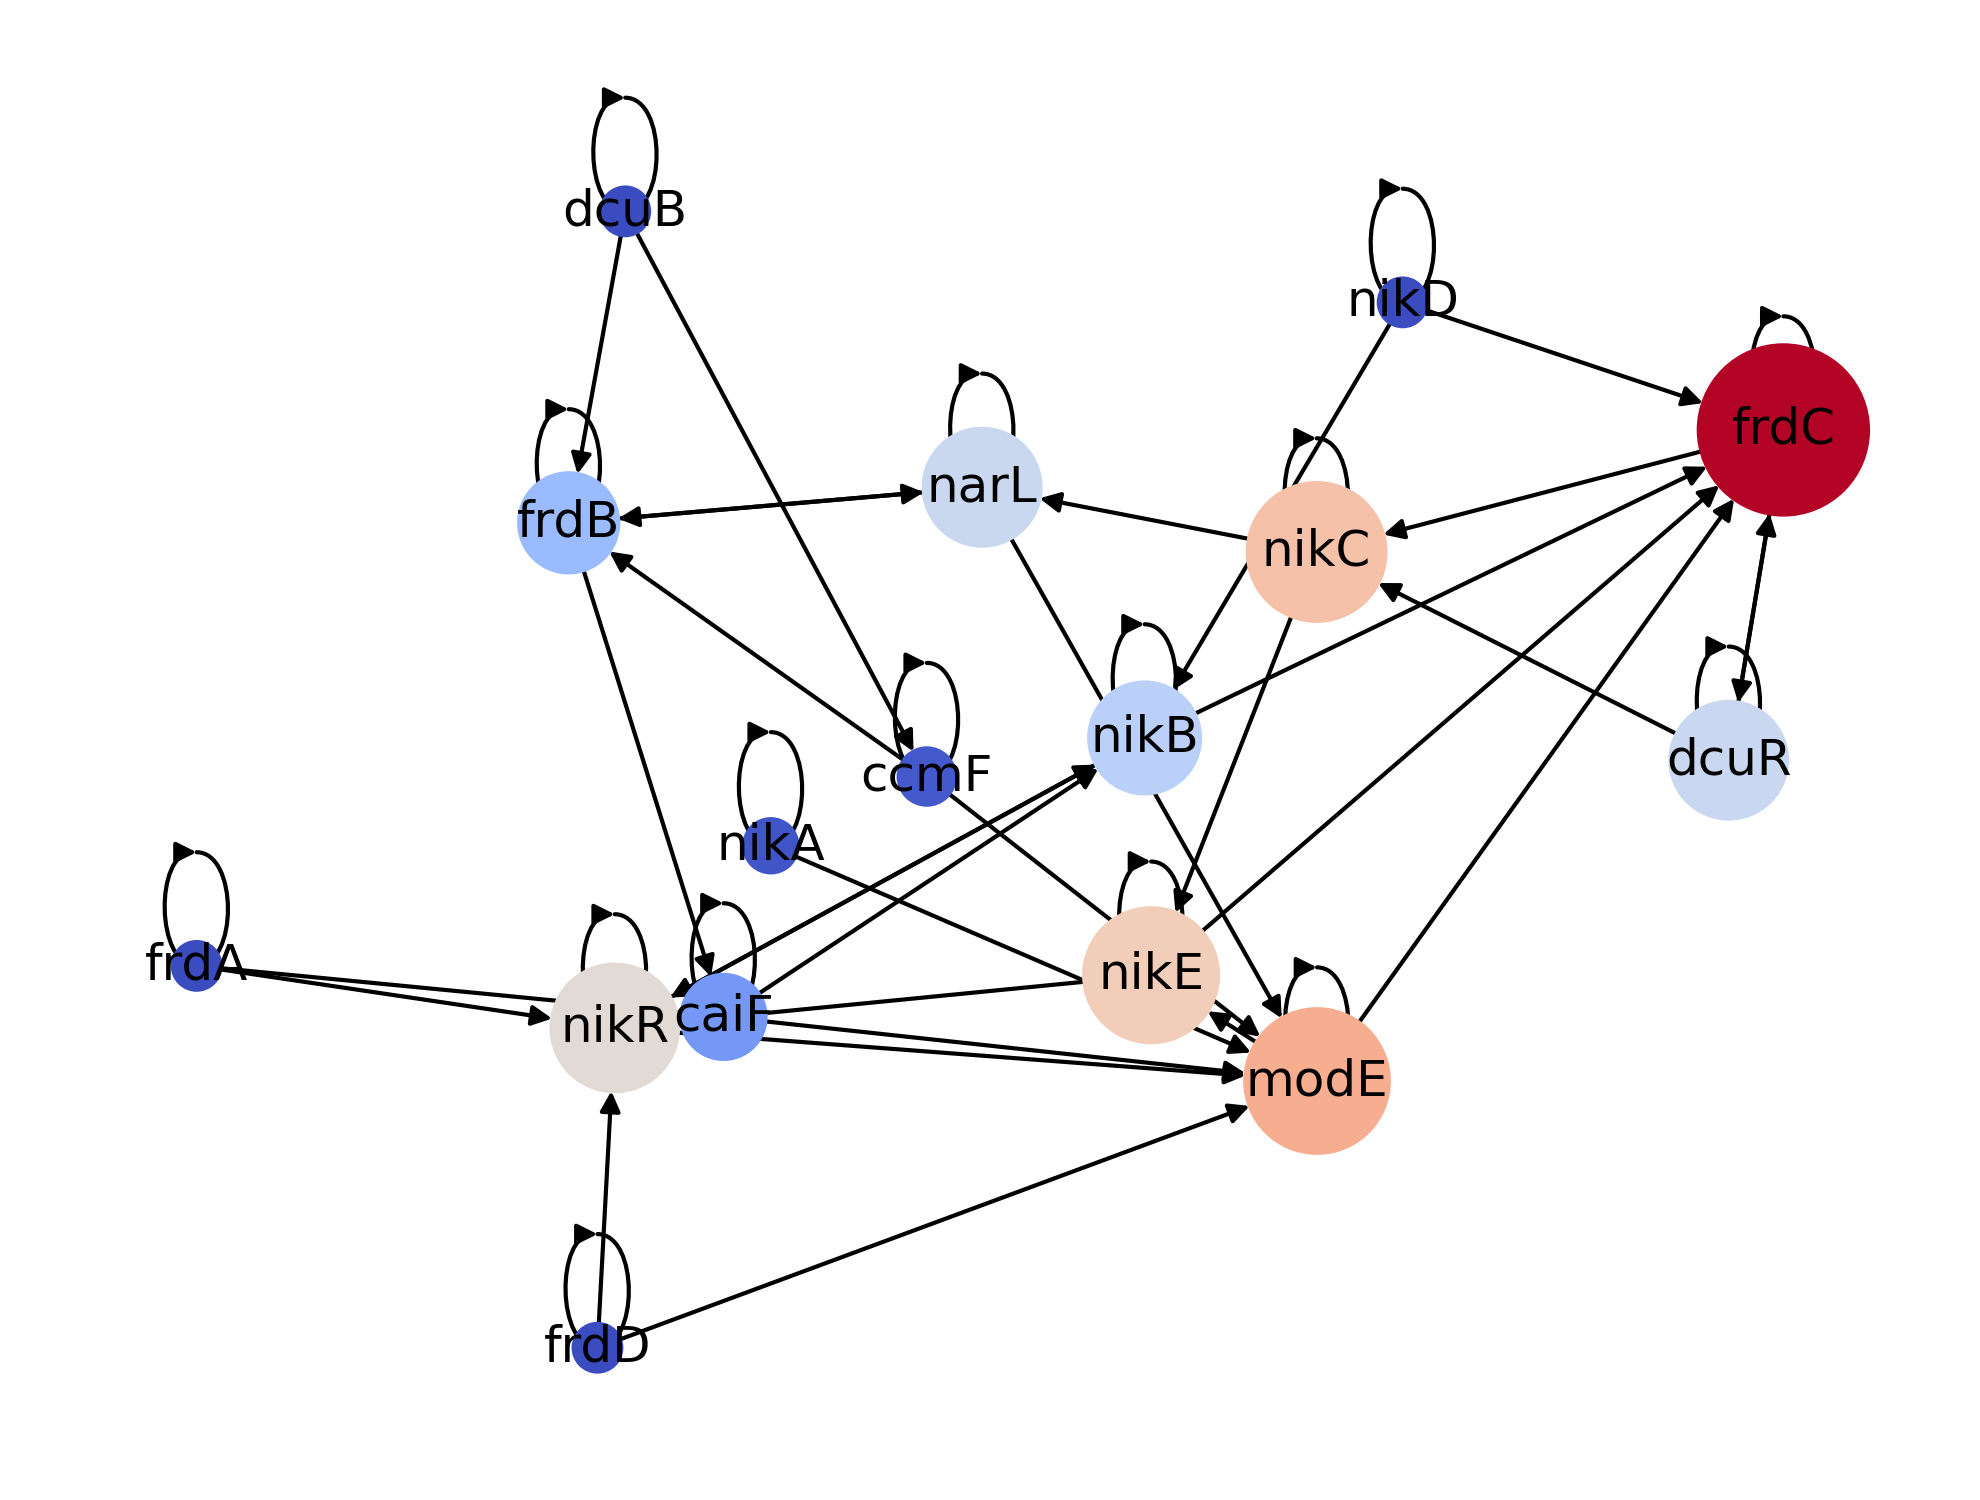 dcuB
nikD
frdC
narL
frdB
nikC
nikB
dcuR
ccmF
nikA
frdA
nikE
caiF
nikR
modE
frdD